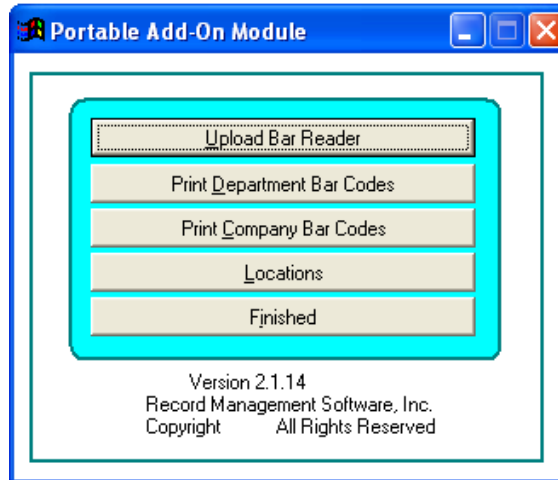 Portable Add-On Module
Upload Bar Reader
Print Department Bar Codes
Print Company Bar Codes
Locations
Finished
Version 2.1.14
Record Management Software, Inc.
Copyright All Rights Reserved